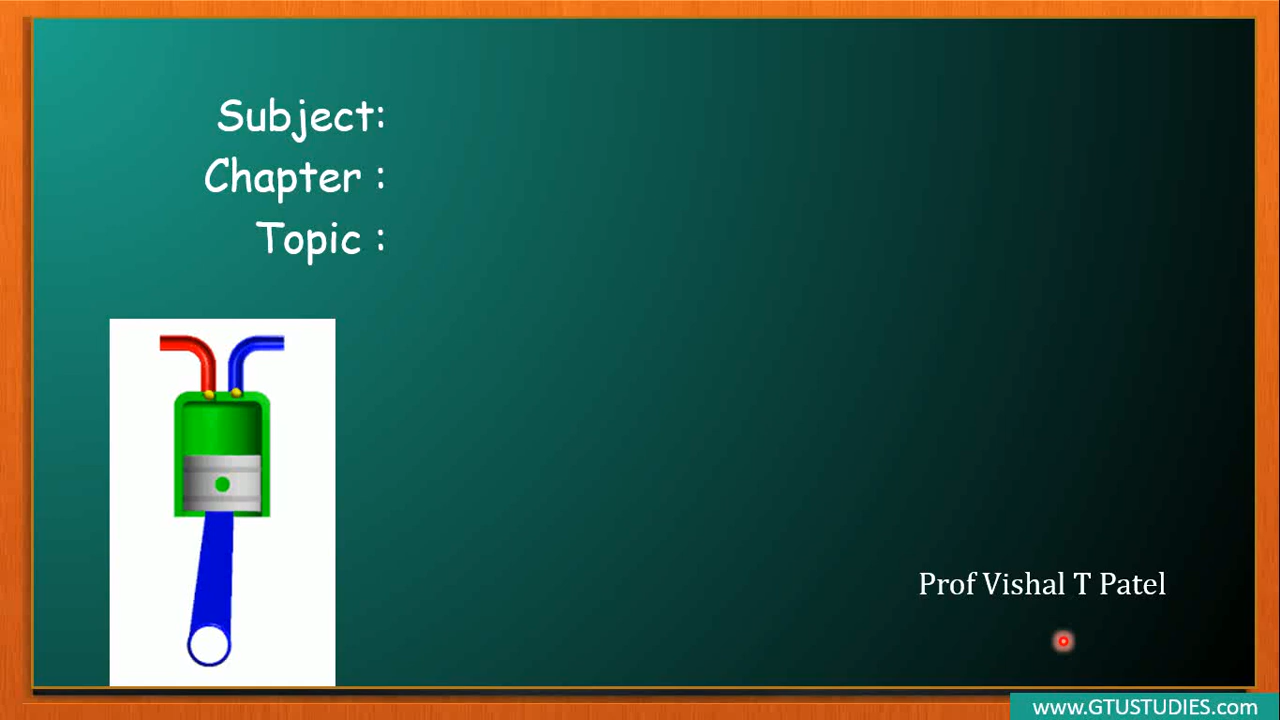 Subject:
Chapter :
Topic :
Prof Vishal T Patel
www.GTUSTUDIES.com